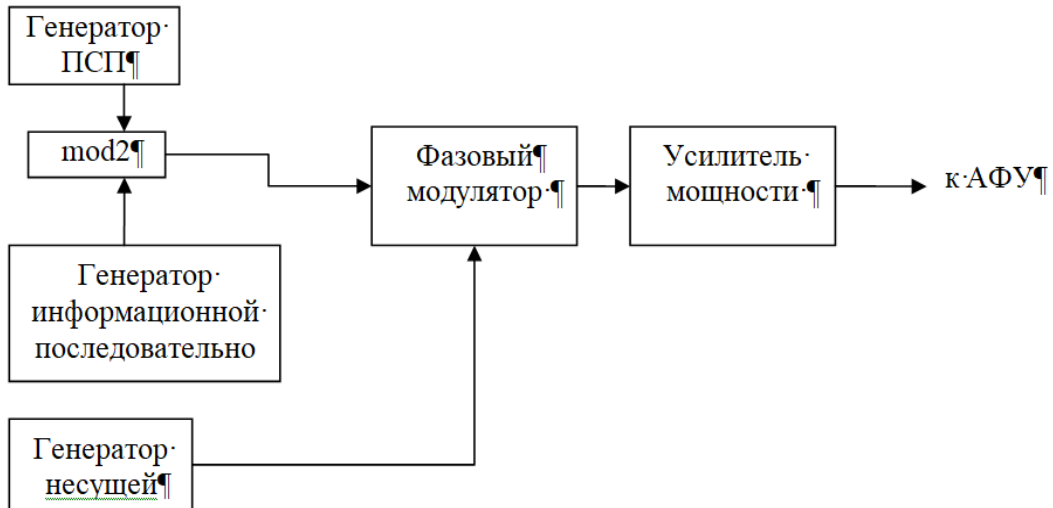 Генератор·
ПСП¶
mod2¶
Фазовый¶
модулятор·¶
Усилитель·
мощности·¶
к·АФУ¶
Генератор·
информационной·
последовательно
Генератор·
несущей¶